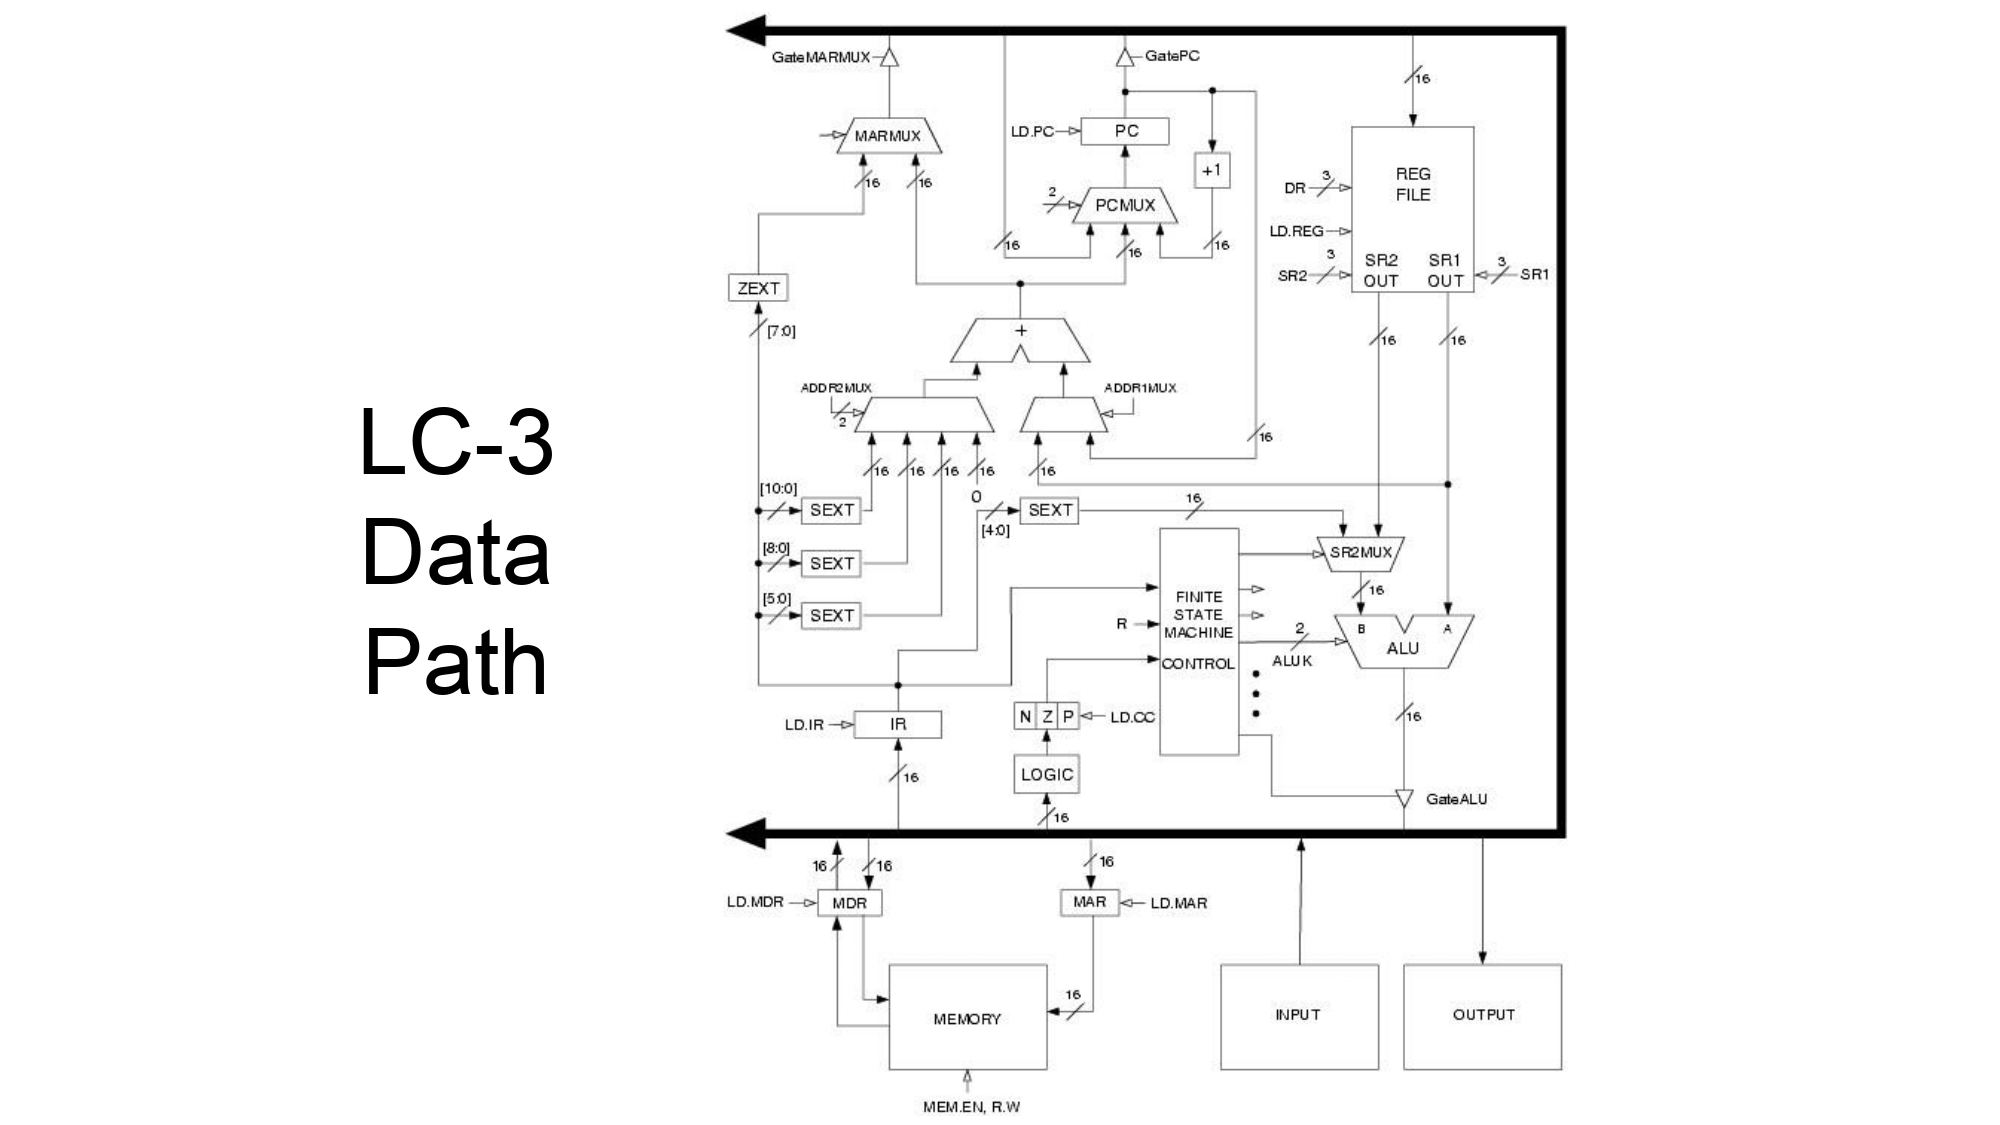 LC-3
Data
Path
GateMARMUX
GatePC
16
MARMUX
LD.PC
PC
16
16
+1
2
PCMUX
DR
3
REG
FILE
LD.REG
16
16
16
SR2
3
SR2
OUT
SR1
OUT
3
SR1
ZEXT
[7:0]
+
16
16
ADDR2MUX
2
ADDR1MUX
16
16
16
16
16
16
[10:0]
SEXT
0
[4:0]
SEXT
16
[8:0]
SEXT
SR2MUX
16
[5:0]
SEXT
FINITE
STATE
MACHINE
CONTROL
R
2
ALUK
B
A
ALU
LD.IR
IR
N Z P
LD.CC
16
16
LOGIC
16
GateALU
16
16
16
LD.MDR
MDR
MAR
LD.MAR
16
MEMORY
INPUT
OUTPUT
MEM.EN, R.W